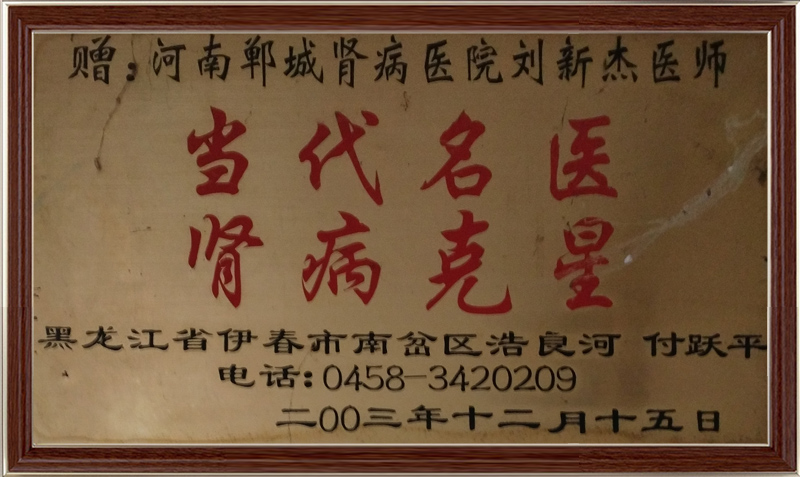 赠:河南郸城肾病医院刘新杰医师
当代名医
肾病克星
黑龙江省伊春市南岔区浩良河 付跃平
电话:0458-3420209
二00三年十二月十五日